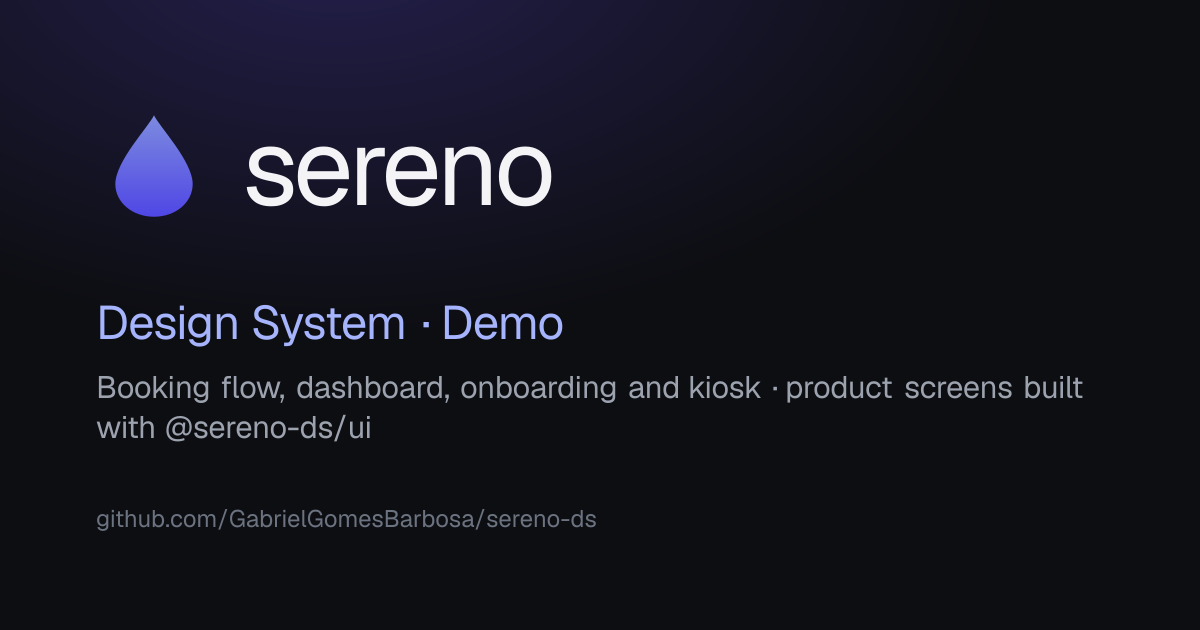 sereno
Design System · Demo
Booking flow, dashboard, onboarding and kiosk · product screens built
with @sereno-ds/ui
github.com/GabrielGomesBarbosa/sereno-ds